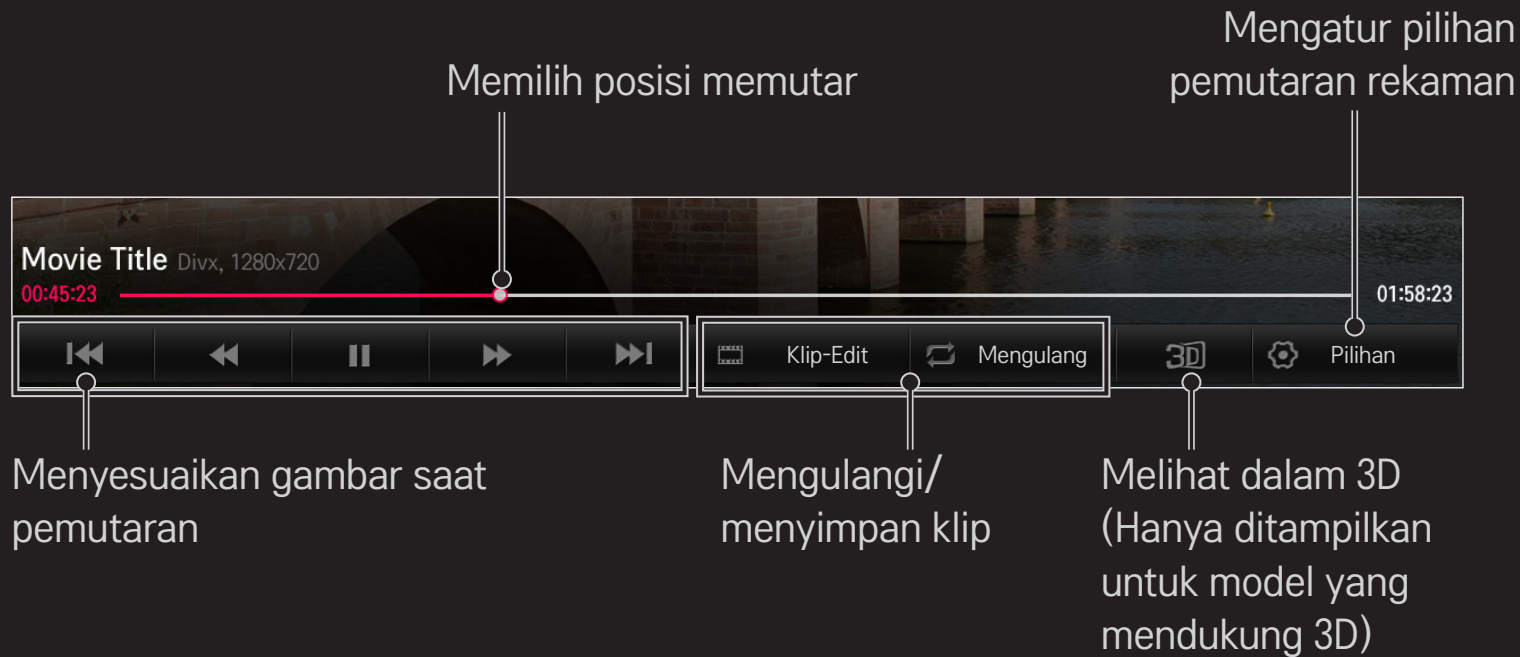 Mengatur pilihan
pemutaran rekaman
Memilih posisi memutar
Movie Title Divx, 1280x720
00:45:23
01:58:23
Klip-Edit
Mengulang
3D
Pilihan
Menyesuaikan gambar saat
pemutaran
Mengulangi/
menyimpan klip
Melihat dalam 3D
(Hanya ditampilkan
untuk model yang
mendukung 3D)